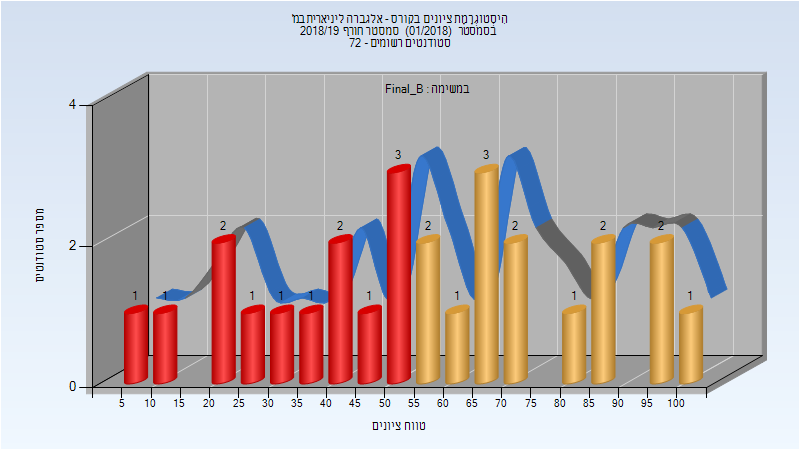 היסטוגרמת ציונים בקורס - אלגברה ליניארית במ'
בסמסטר (01/2018) סמסטר חורף 2018/19
סטודנטים רשומים - 72
במשימה : Final_B
4
2
0
מספר סטודנטים
1 1 2 1 1 1 2 1 3 2 1 3 2 1 2 2 1
5 10 15 20 25 30 35 40 45 50 55 60 65 70 75 80 85 90 95 100
טווח ציונים